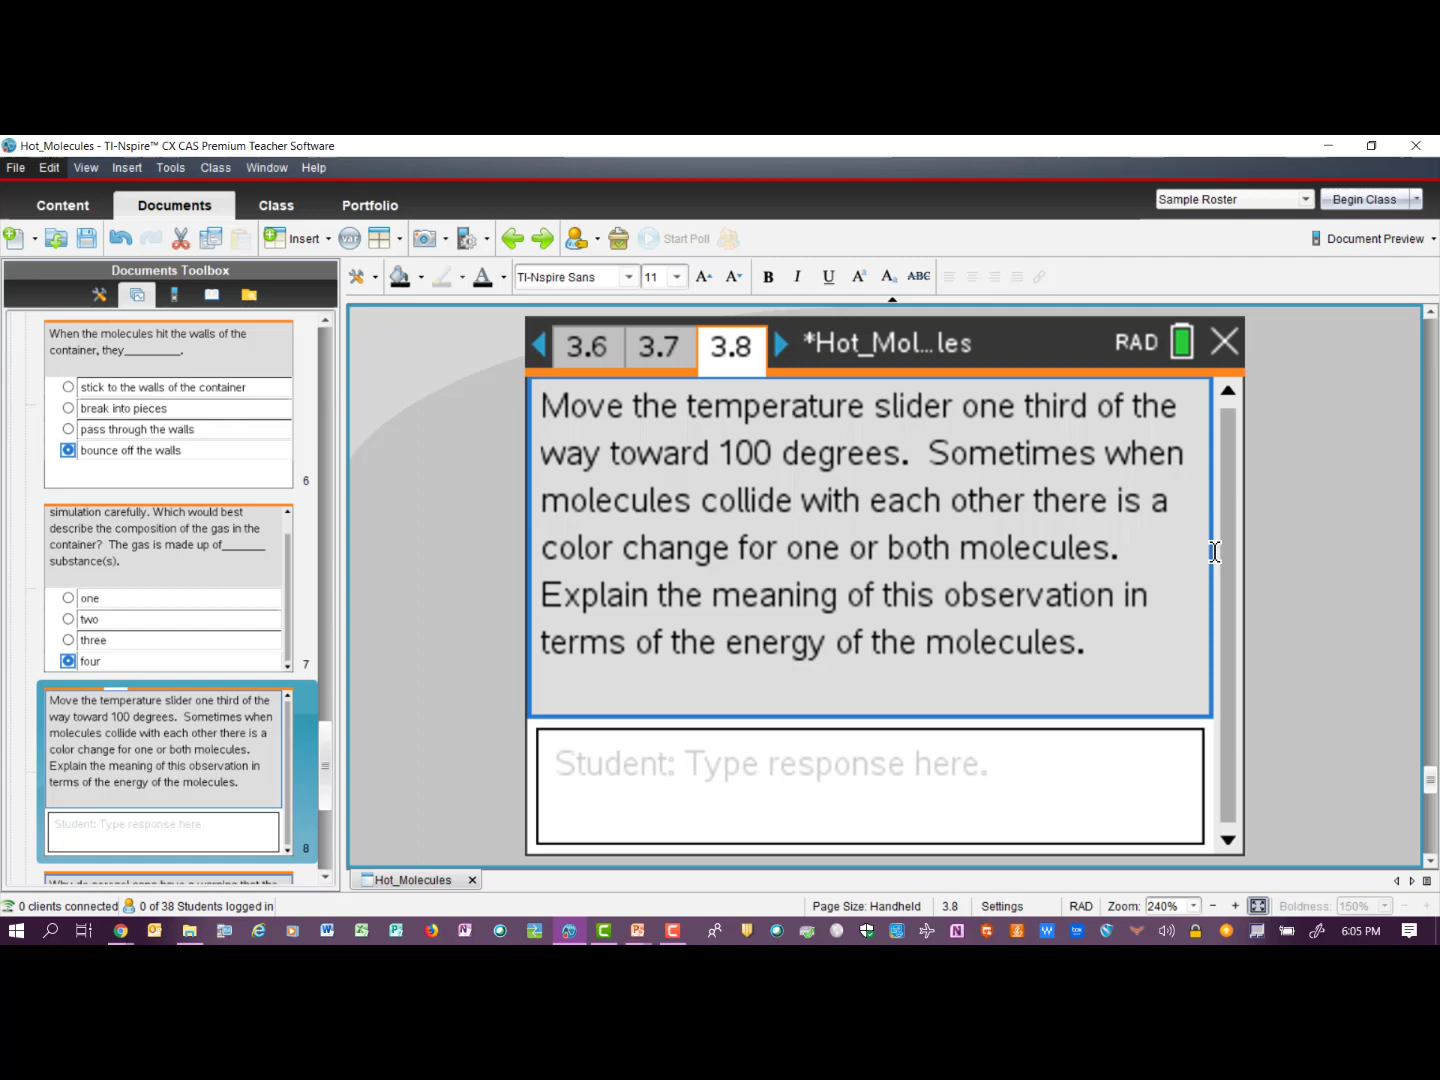 Hot_Molecules - TI-Nspire™ CX CAS Premium Teacher Software
File Edit View Insert Tools Class Window Help
Content Documents Class Portfolio
Sample Roster Begin Class
Insert Start Poll Document Preview
Documents Toolbox
TI-Nspire Sans 11 A A B I U A A ABC
When the molecules hit the walls of the
container, they_________.
stick to the walls of the container
break into pieces
pass through the walls
bounce off the walls
6
simulation carefully. Which would best
describe the composition of the gas in the
container? The gas is made up of_______
substance(s).
one
two
three
four
7
Move the temperature slider one third of the
way toward 100 degrees. Sometimes when
molecules collide with each other there is a
color change for one or both molecules.
Explain the meaning of this observation in
terms of the energy of the molecules.
Student: Type response here.
8
3.6 3.7 3.8 *Hot_Mol...les RAD
Move the temperature slider one third of the
way toward 100 degrees. Sometimes when
molecules collide with each other there is a
color change for one or both molecules.
Explain the meaning of this observation in
terms of the energy of the molecules.
Student: Type response here.
Hot_Molecules
0 clients connected 0 of 38 Students logged in
Page Size: Handheld 3.8 Settings RAD Zoom: 240% Boldness: 150%
6:05 PM